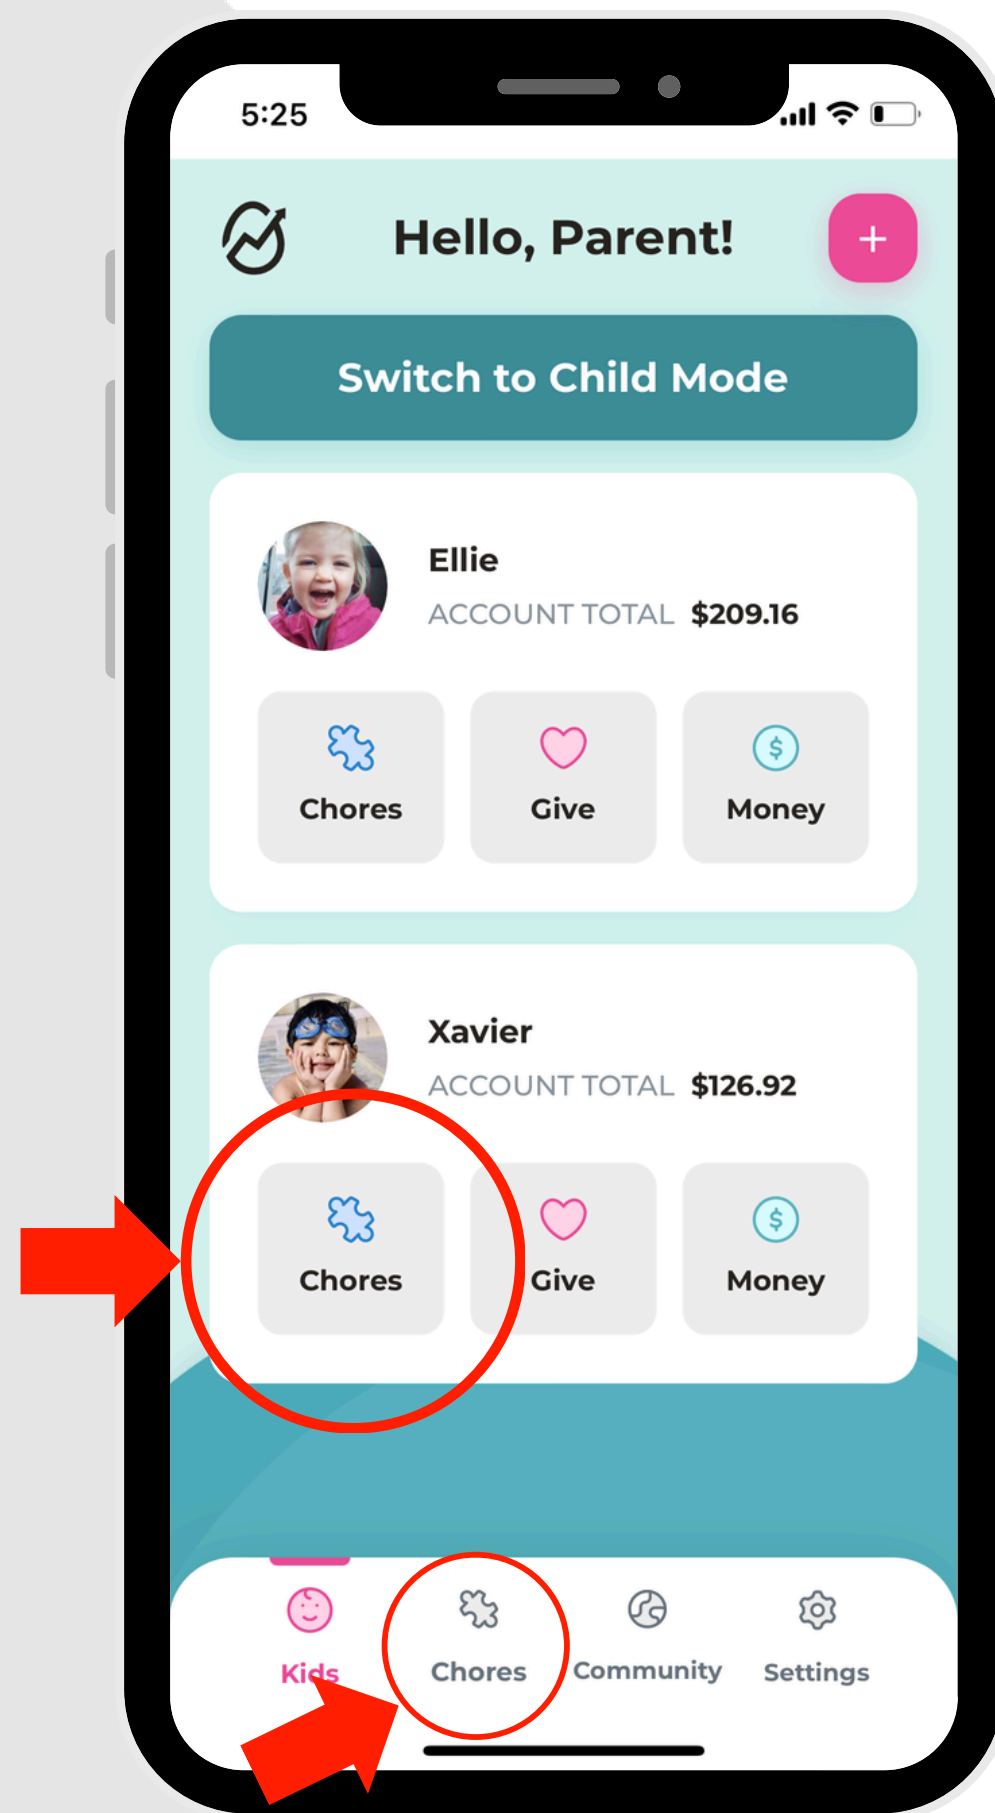 5:25
Hello, Parent!
+
Switch to Child Mode
Ellie
ACCOUNT TOTAL $209.16
$ 
Chores Give Money
Xavier
ACCOUNT TOTAL $126.92
$
Chores Give Money
Kids Chores Community Settings